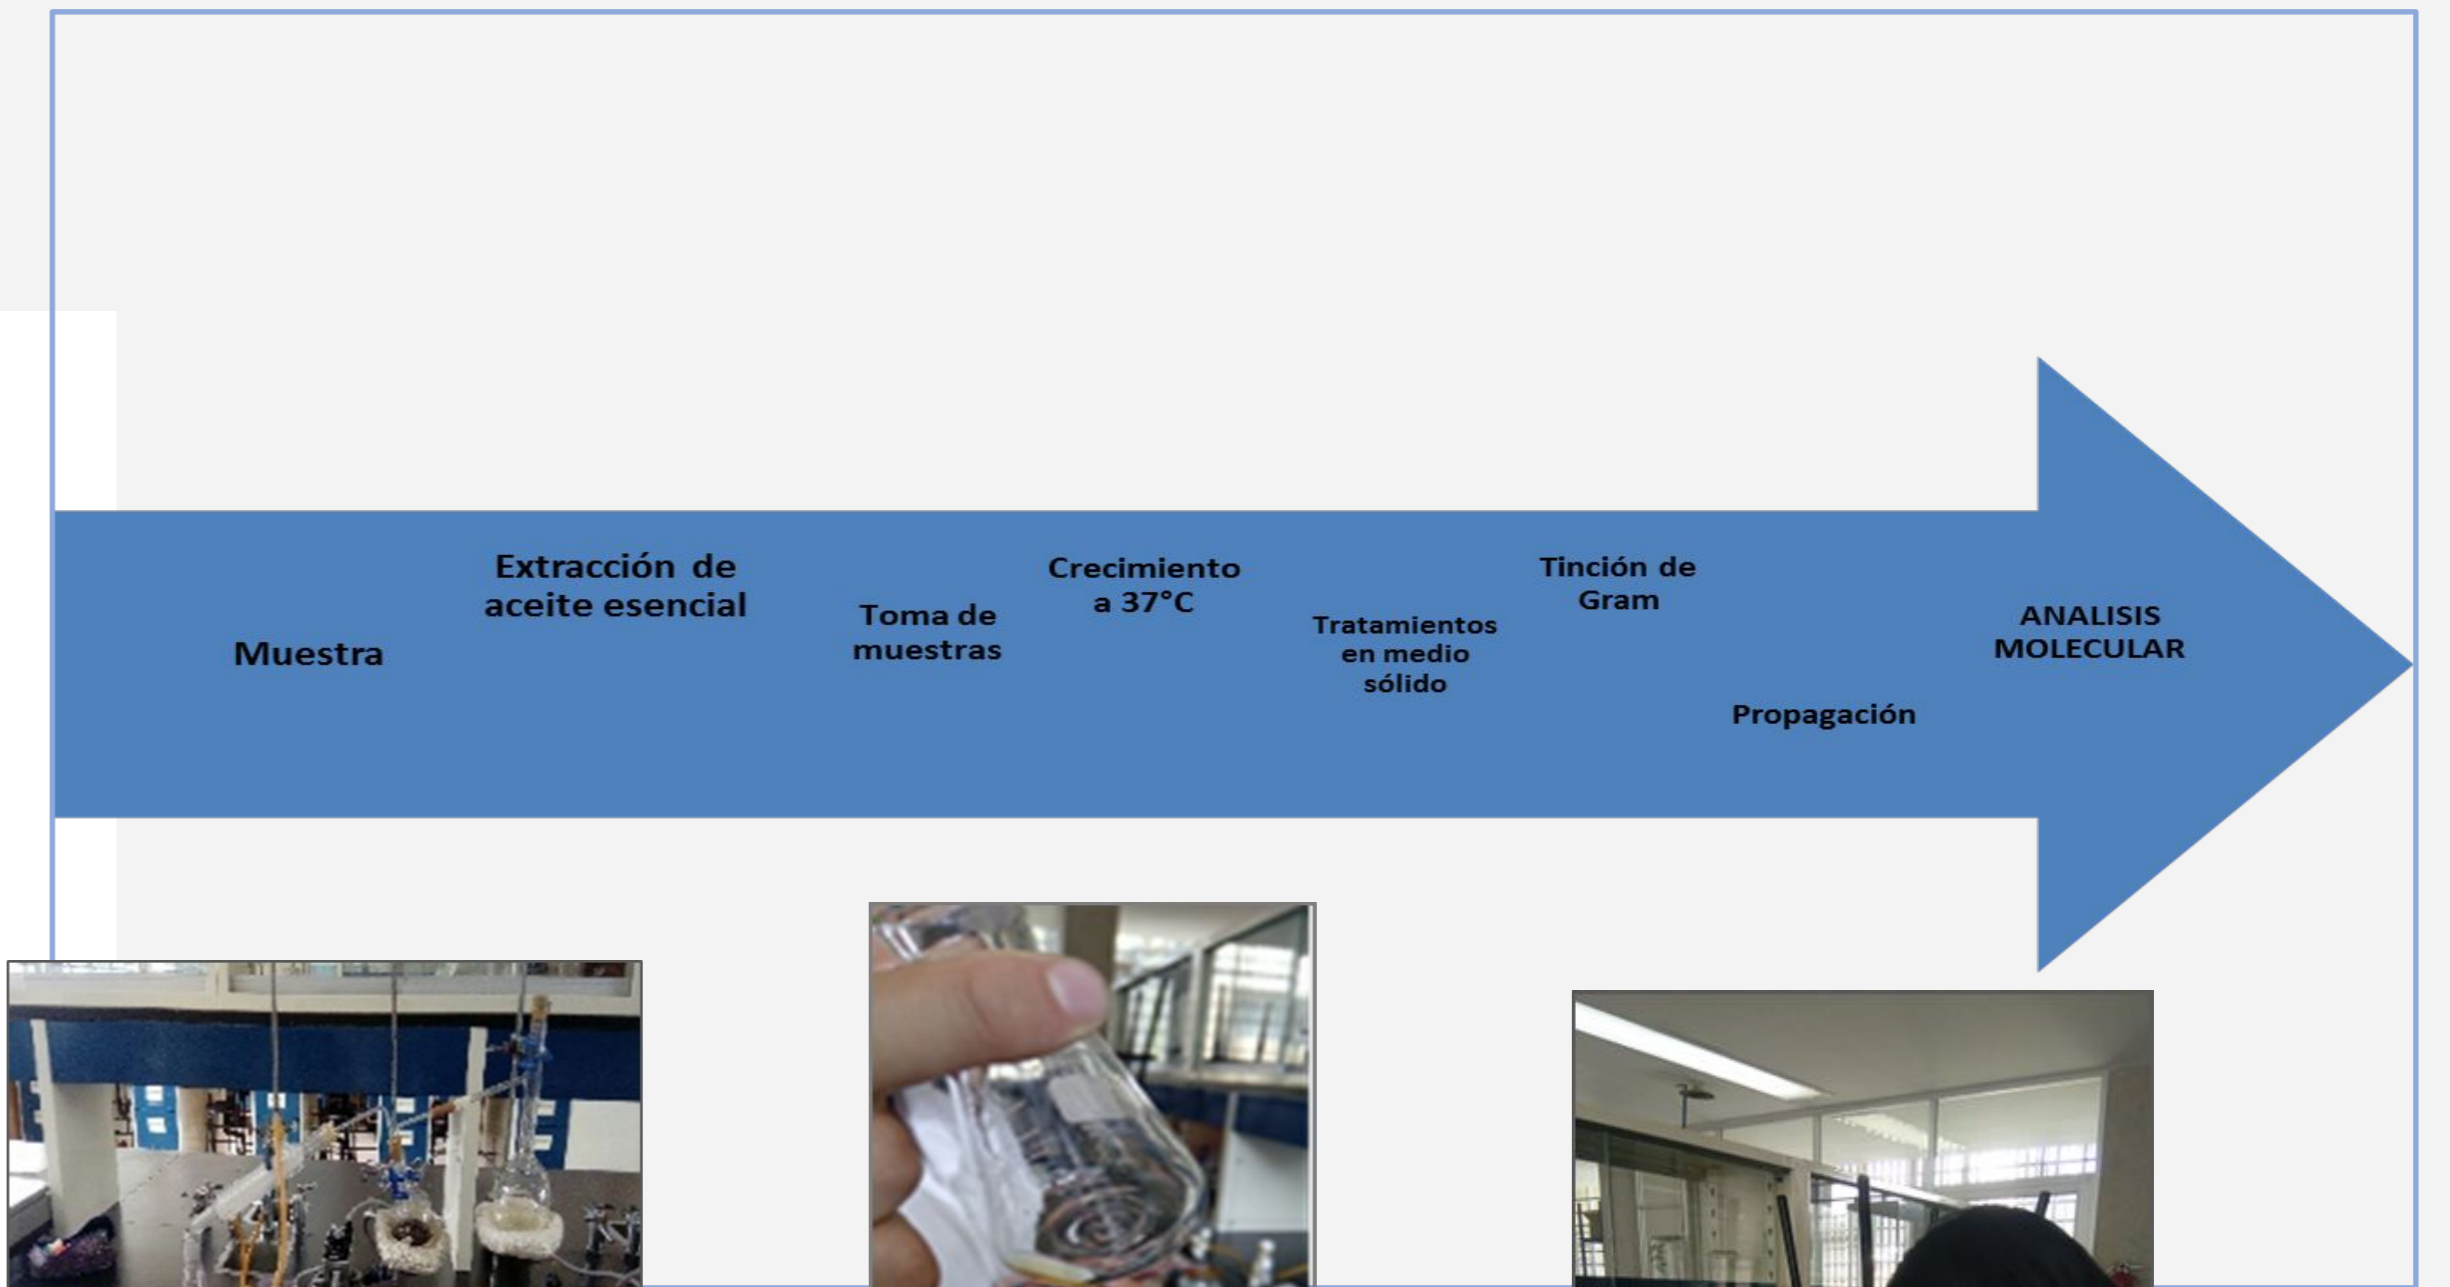 Muestra
Extracción de
aceite esencial
Toma de
muestras
Crecimiento
a 37°C
Tratamientos
en medio
sólido
Tinción de
Gram
Propagación
ANALISIS
MOLECULAR